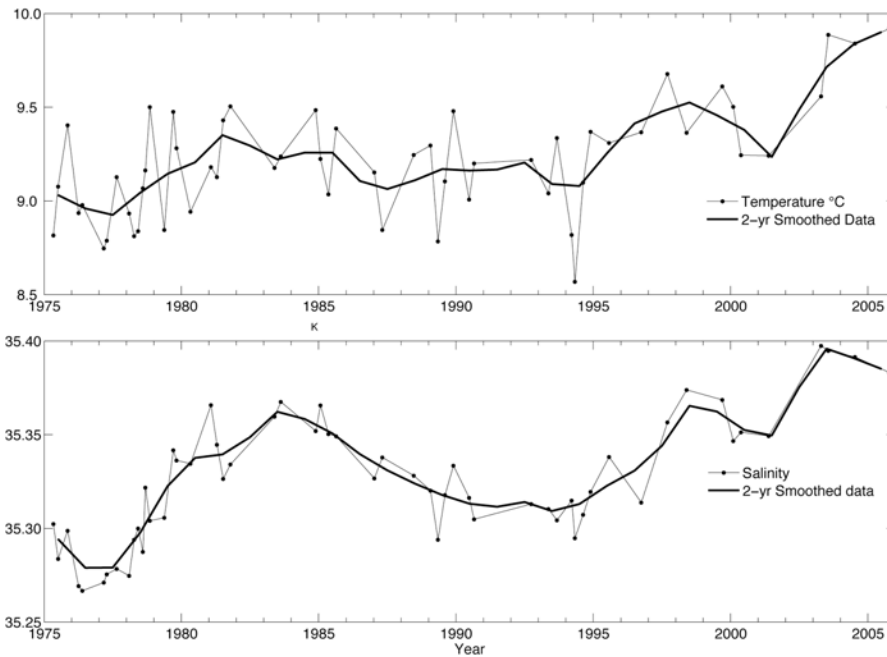 10.0
9.5
9.0
8.5
Temperature °C
2-yr Smoothed Data
1975 1980 1985 1990 1995 2000 2005
K
35.40
35.35
35.30
35.25
Salinity
2-yr Smoothed data
1975 1980 1985 1990 1995 2000 2005
Year